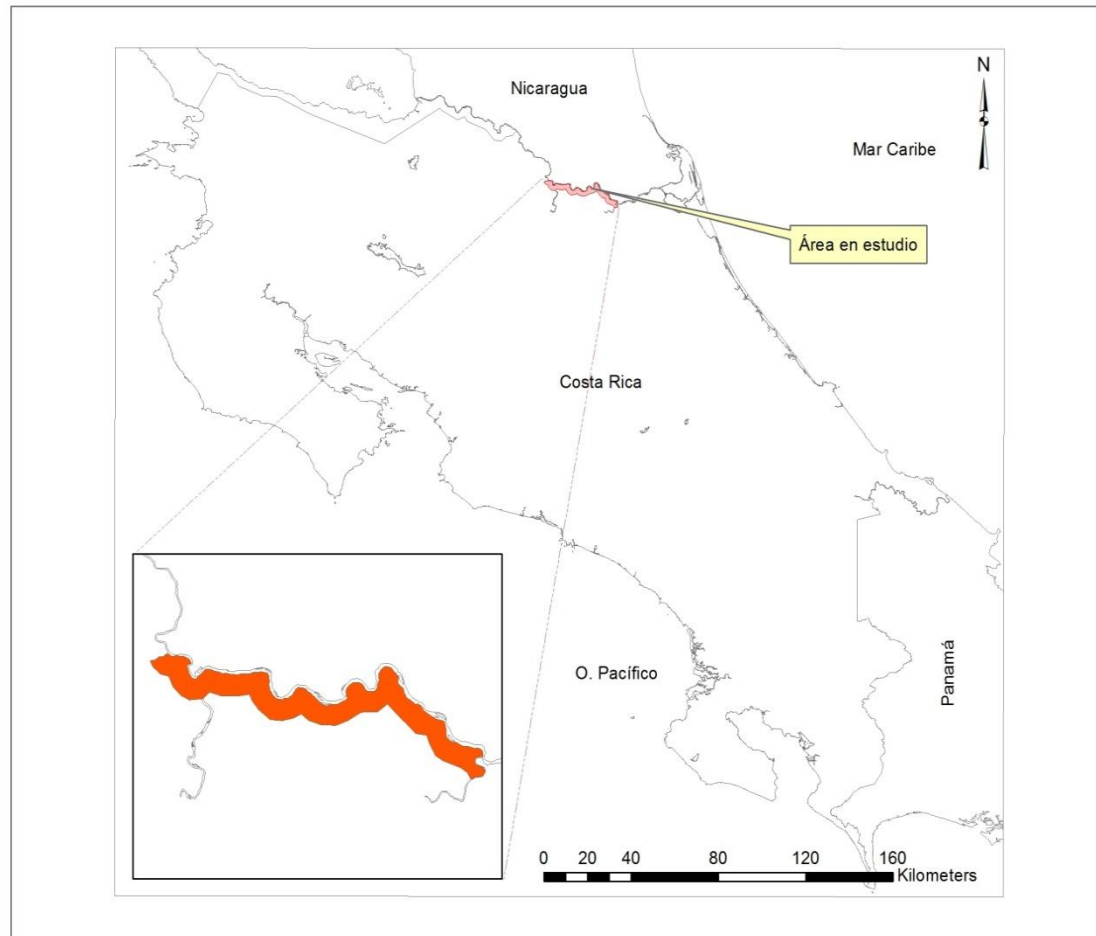 Nicaragua
N
Mar Caribe
Área en estudio
Costa Rica
O. Pacífico
Panamá
0 20 40 80 120 160
Kilometers